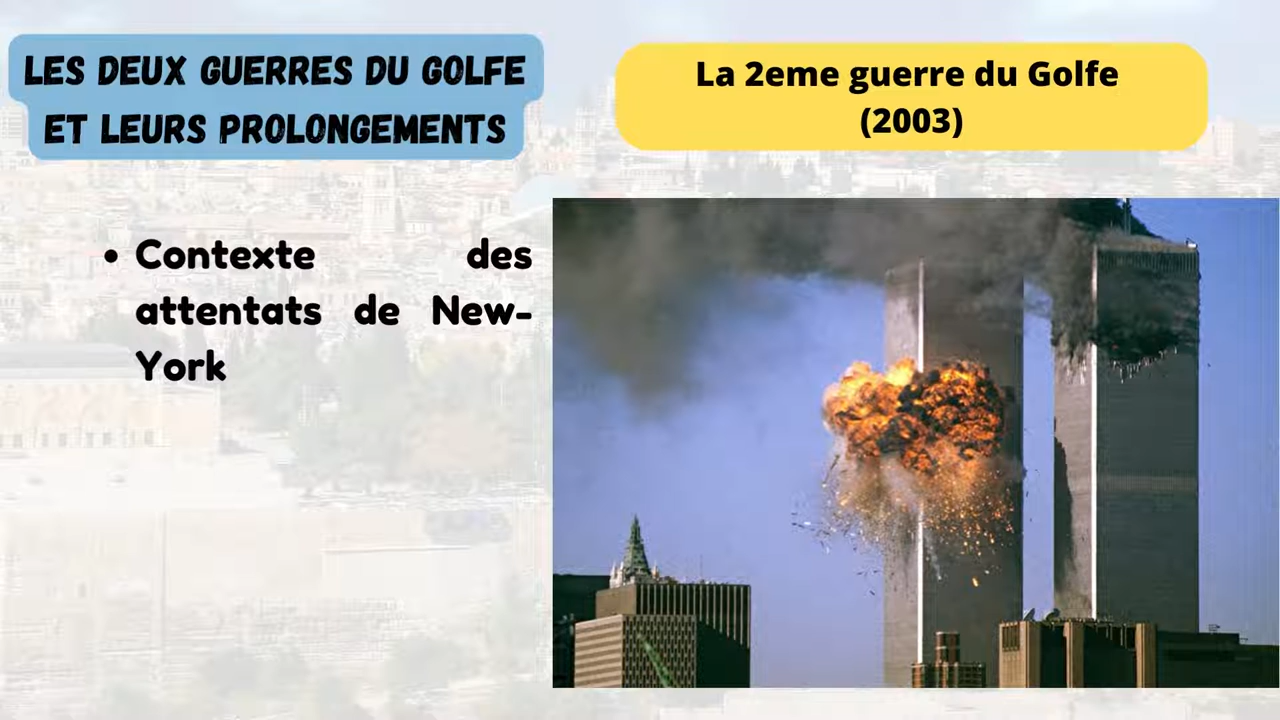 LES DEUX GUERRES DU GOLFE
ET LEURS PROLONGEMENTS
La 2eme guerre du Golfe
(2003)
• Contexte des
attentats de New-
York